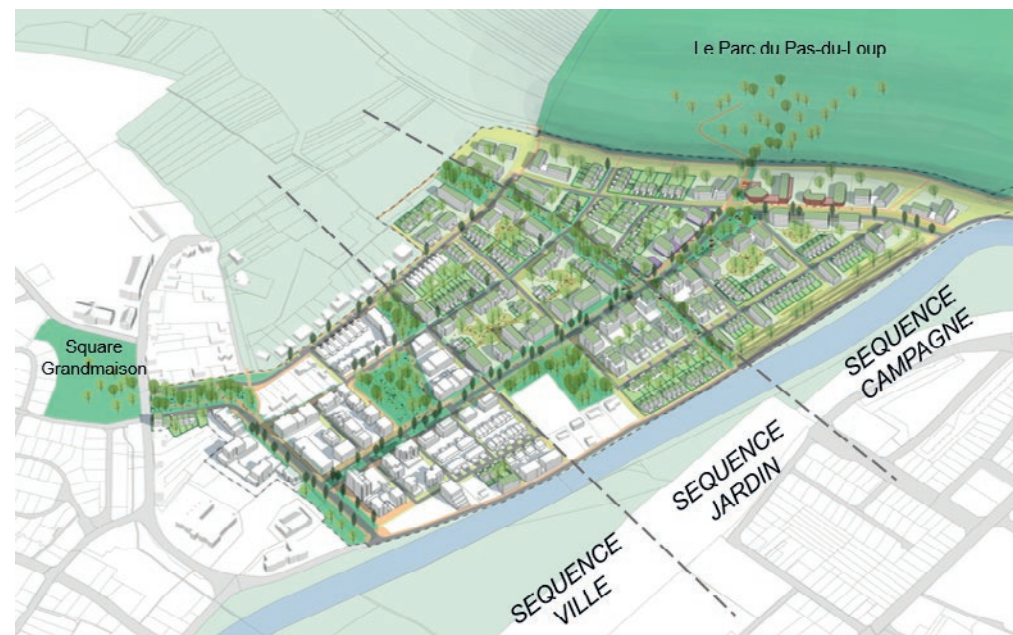 Le Parc du Pas-du-Loup
Square
Grandmaison
SEQUENCE
CAMPAGNE
SEQUENCE
JARDIN
SEQUENCE
VILLE